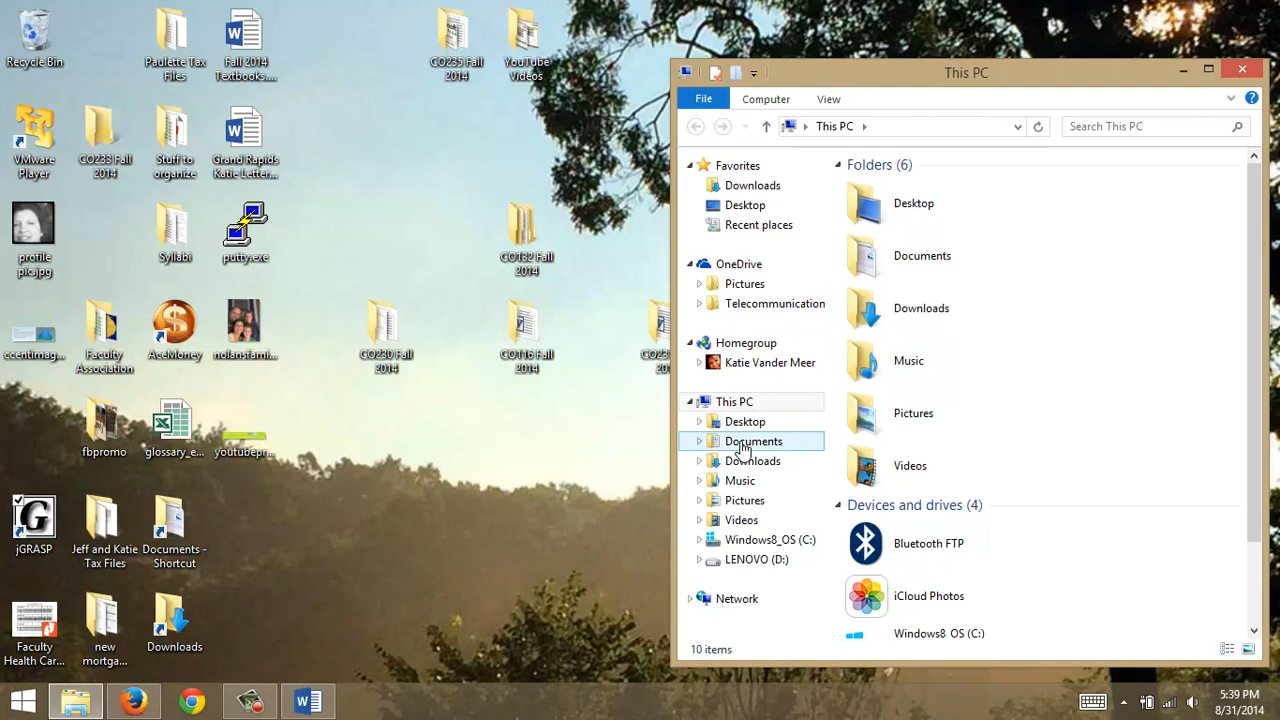 Recycle Bin
Paulette Tax
Files
Fall 2014
Textbooks....
CO235 Fall
2014
YouTube
Videos
VMware
Player
CO233 Fall
2014
Stuff to
organize
Grand Rapids
Katie Letter...
profile
pic.jpg
Syllabi
putty.exe
CO132 Fall
2014
ccentimag...
Faculty
Association
AceMoney
nolansfami...
CO230 Fall
2014
CO116 Fall
2014
2014
fbpromo
glossary_e...
youtubepr...
jGRASP
Jeff and Katie
Tax Files
Documents -
Shortcut
Faculty
Health Car...
new
mortga...
Downloads
This PC
File
Computer
View
This PC
Search This PC
Favorites
Downloads
Desktop
Recent places
OneDrive
Pictures
Telecommunication
Homegroup
Katie Vander Meer
This PC
Desktop
Documents
Downloads
Music
Pictures
Videos
Windows8_OS (C:)
LENOVO (D:)
Network
Folders (6)
Desktop
Documents
Downloads
Music
Pictures
Videos
Devices and drives (4)
Bluetooth FTP
iCloud Photos
Windows8_OS (C:)
10 items
5:39 PM
8/31/2014